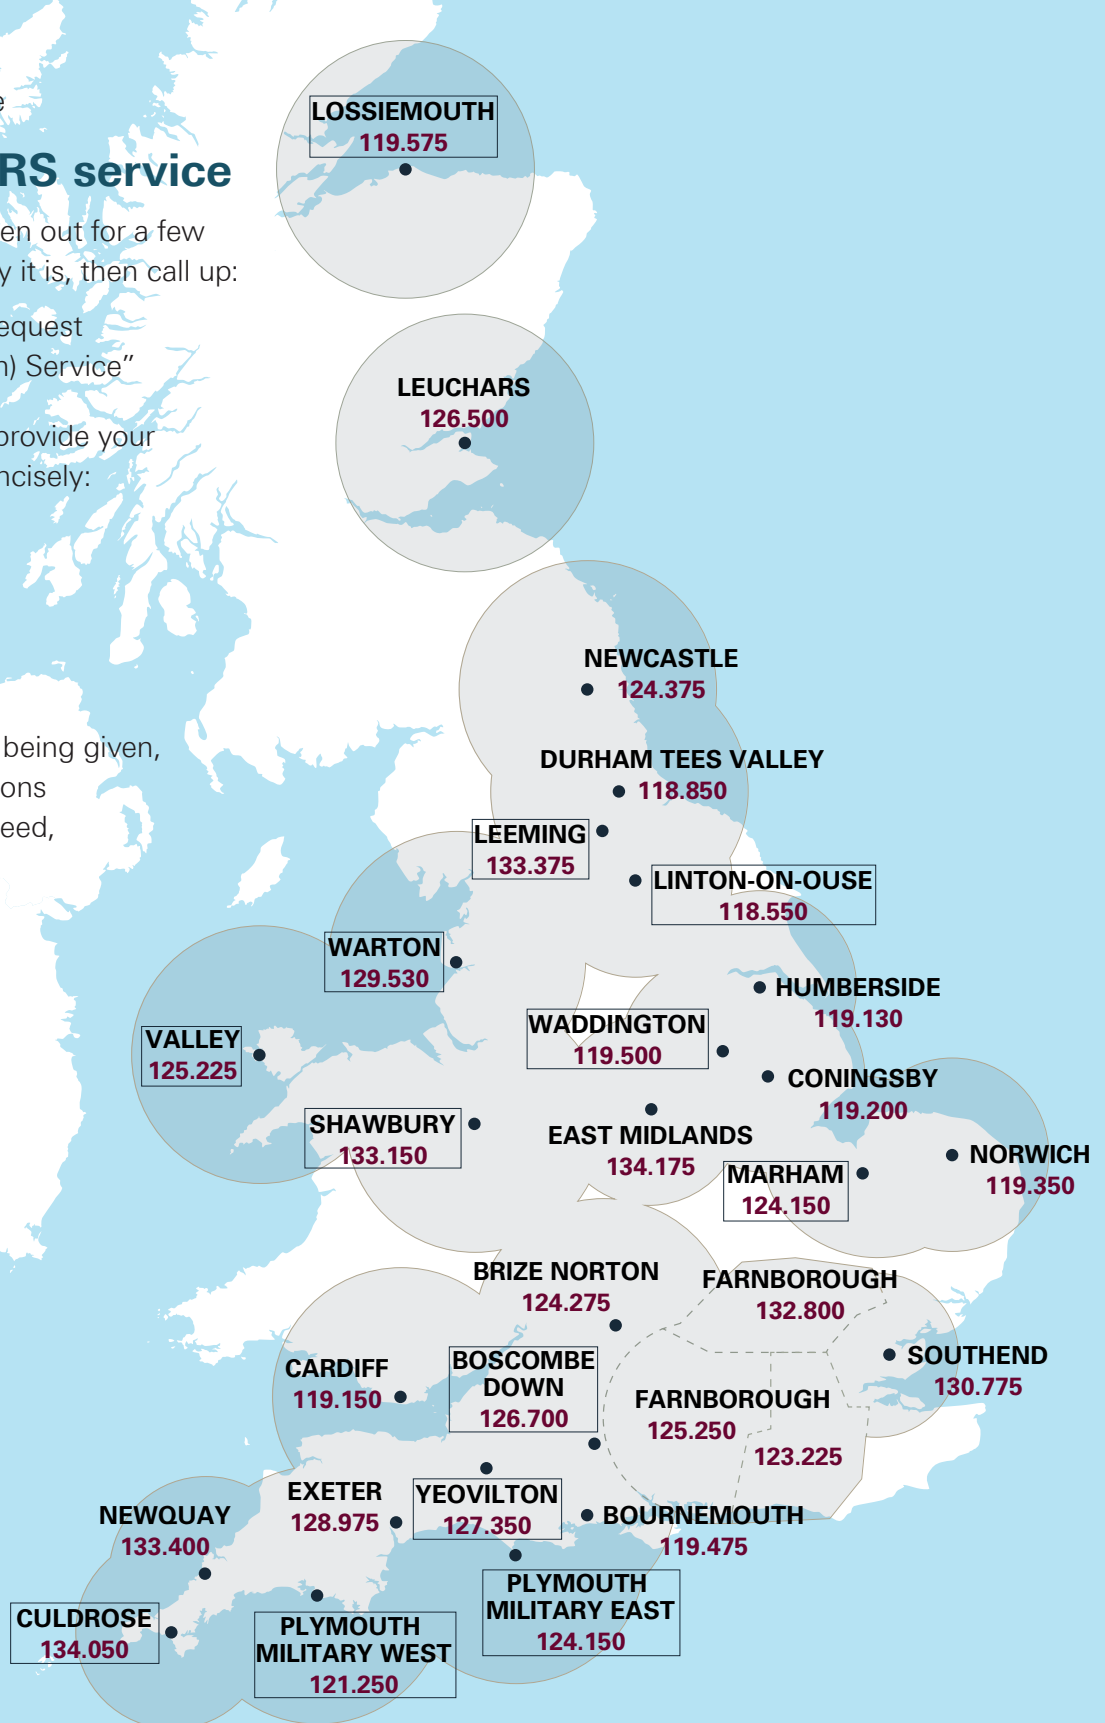 e
RS service
en out for a few
y it is, then call up:
equest
n) Service”
provide your
ncisely:
being given,
ons
eed,
LOSSIEMOUTH
119.575
LEUCHARS
126.500
NEWCASTLE
124.375
DURHAM TEES VALLEY
118.850
LEEMING
133.375
LINTON-ON-OUSE
118.550
WARTON
129.530
HUMBERSIDE
119.130
WADDINGTON
119.500
VALLEY
125.225
CONINGSBY
119.200
SHAWBURY
133.150
EAST MIDLANDS
134.175
NORWICH
119.350
MARHAM
124.150
BRIZE NORTON
124.275
FARNBOROUGH
132.800
SOUTHEND
130.775
CARDIFF
119.150
BOSCOMBE
DOWN
126.700
FARNBOROUGH
125.250
123.225
EXETER
128.975
YEOVILTON
127.350
NEWQUAY
133.400
BOURNEMOUTH
119.475
PLYMOUTH
MILITARY EAST
124.150
CULDROSE
134.050
PLYMOUTH
MILITARY WEST
121.250